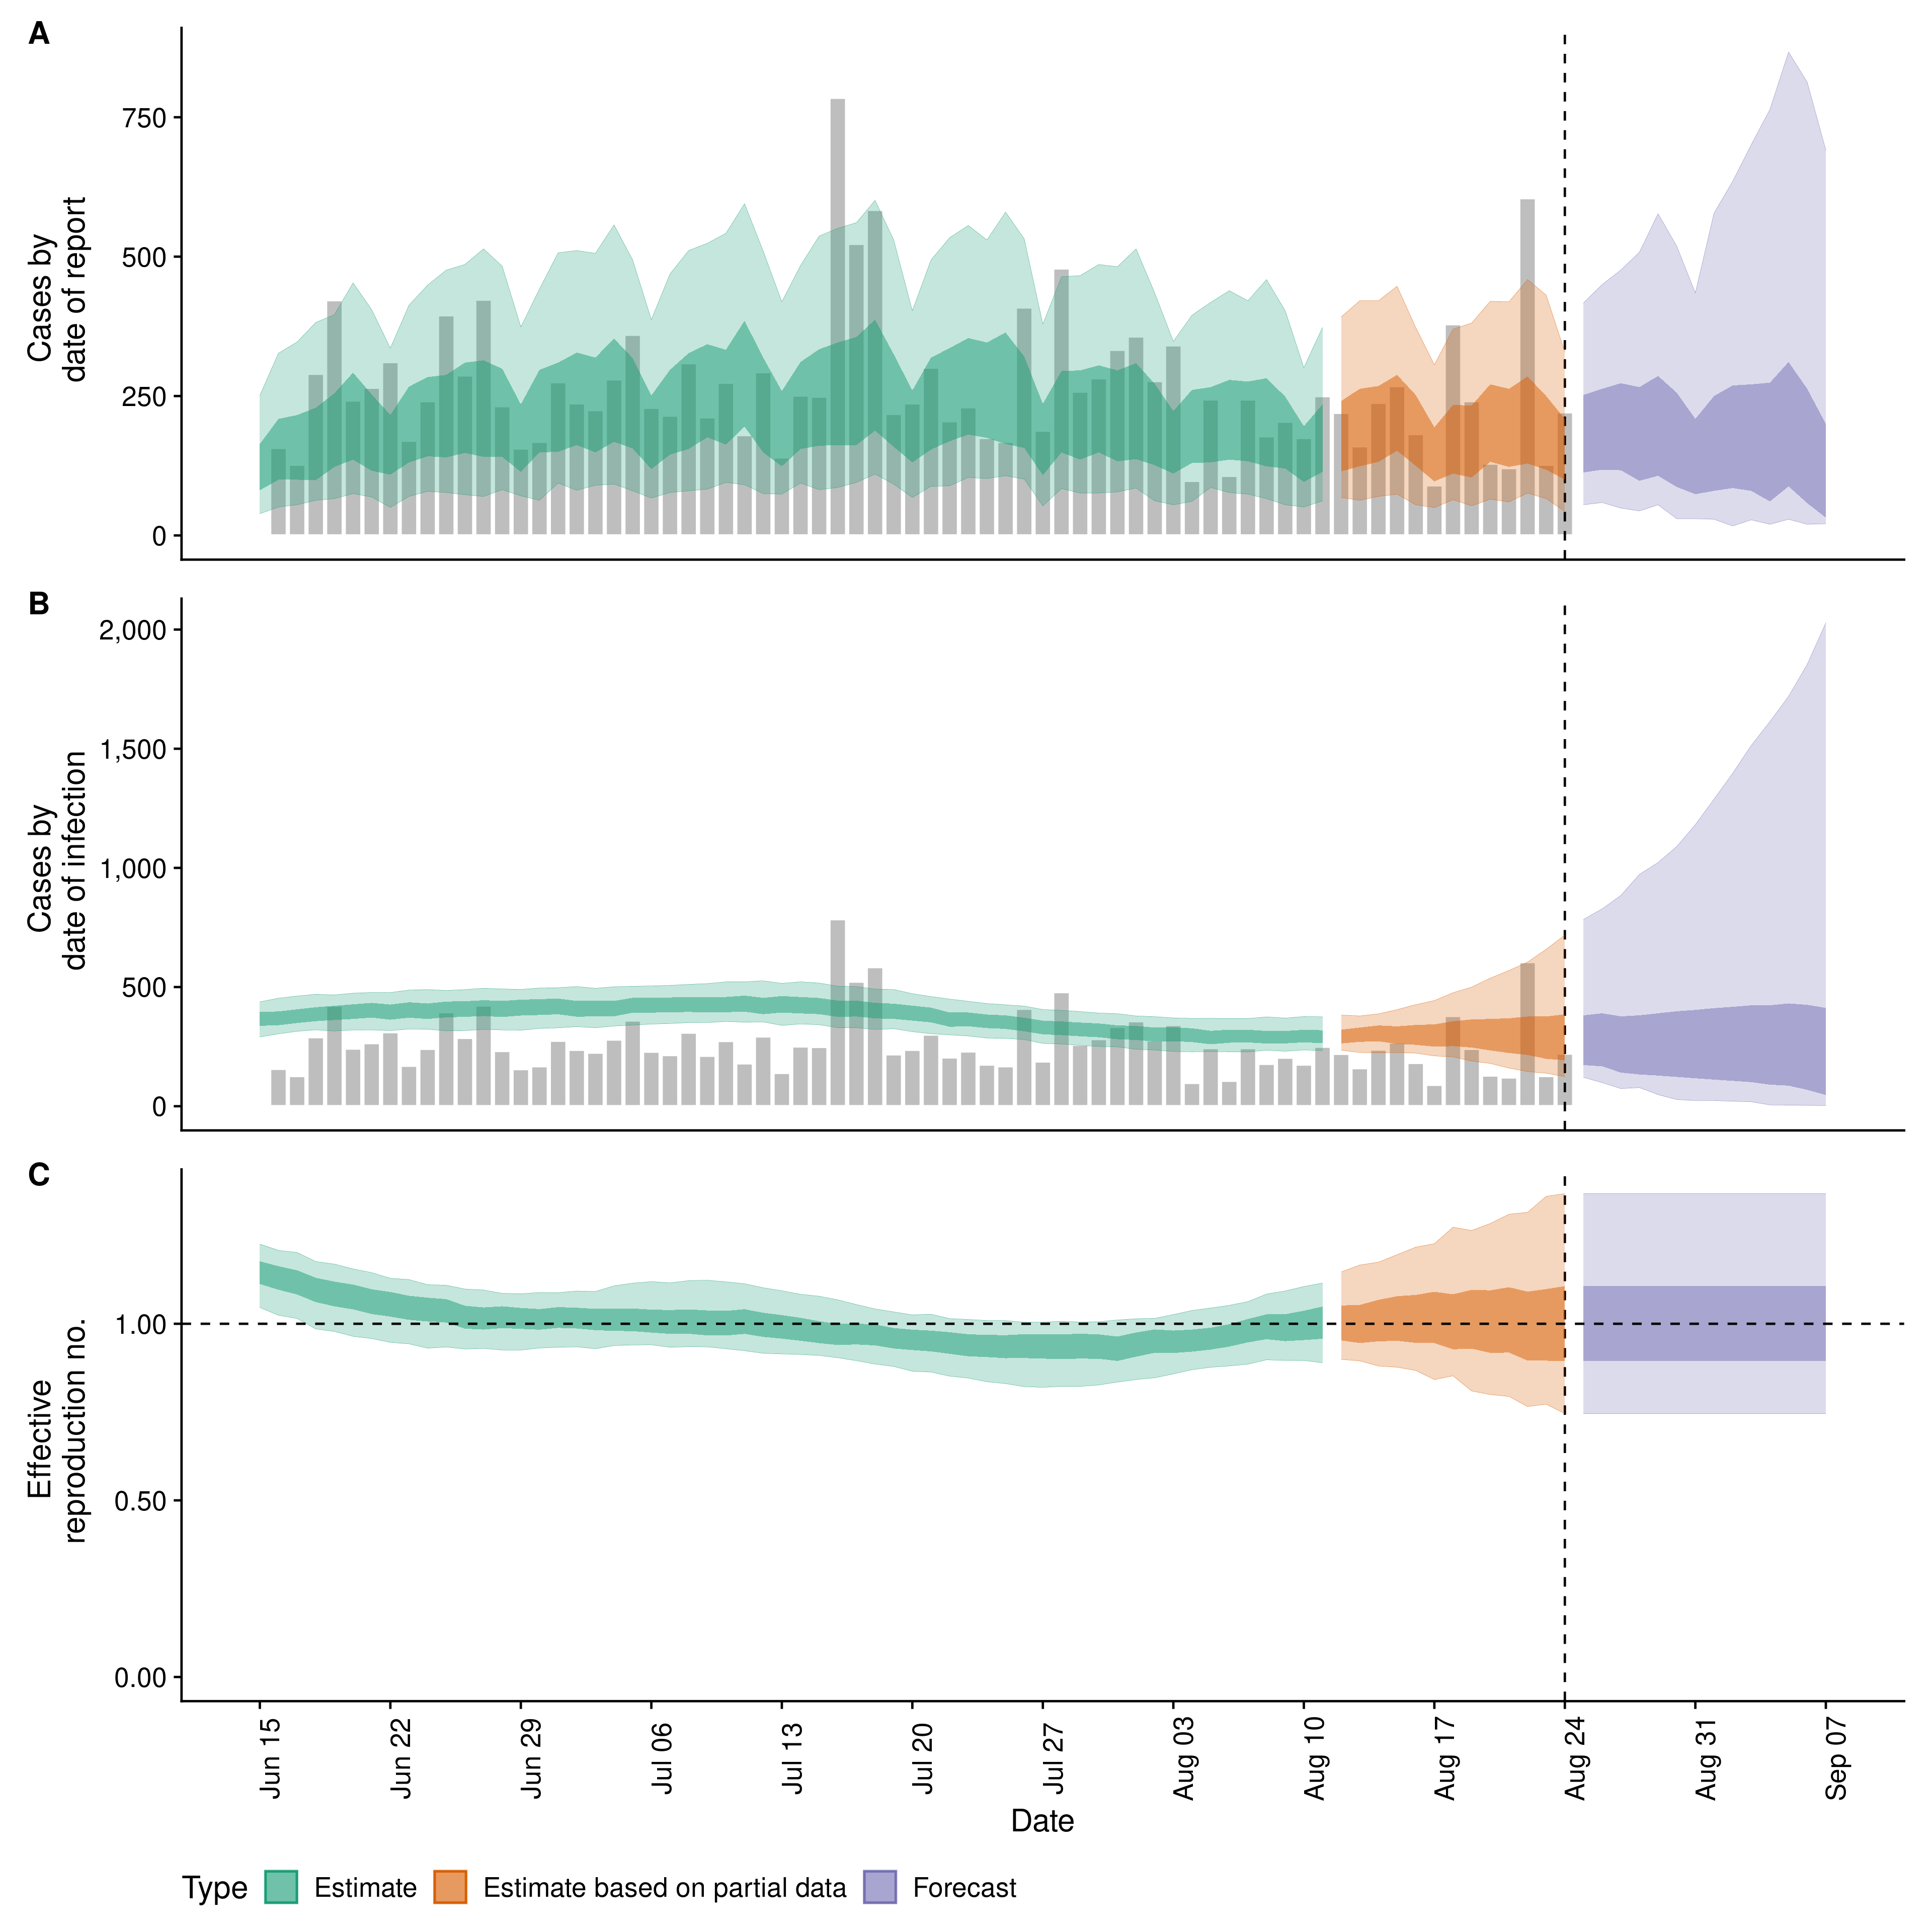 A
Cases by
date of report
750
500
250
0
B
Cases by
date of infection
2,000
1,500
1,000
500
0
C
Effective
reproduction no.
1.00
0.50
0.00
Jun 15
Jun 22
Jun 29
Jul 06
Jul 13
Jul 20
Jul 27
Aug 03
Aug 10
Aug 17
Aug 24
Aug 31
Sep 07
Date
Type Estimate Estimate based on partial data Forecast